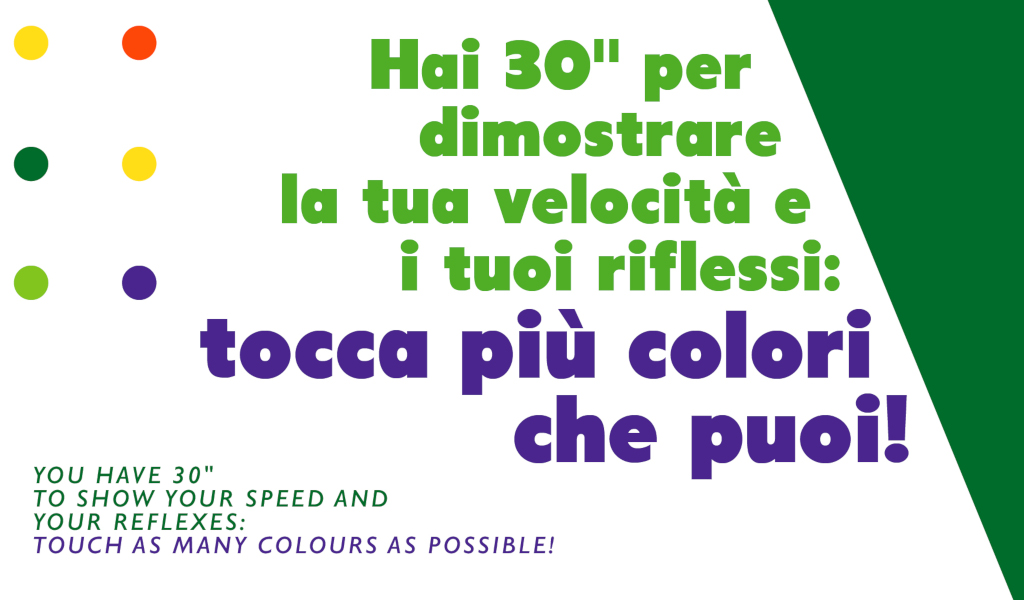 Hai 30" per
dimostrare
la tua velocità e
i tuoi riflessi:
tocca più colori
che puoi!
YOU HAVE 30"
TO SHOW YOUR SPEED AND
YOUR REFLEXES:
TOUCH AS MANY COLOURS AS POSSIBLE!